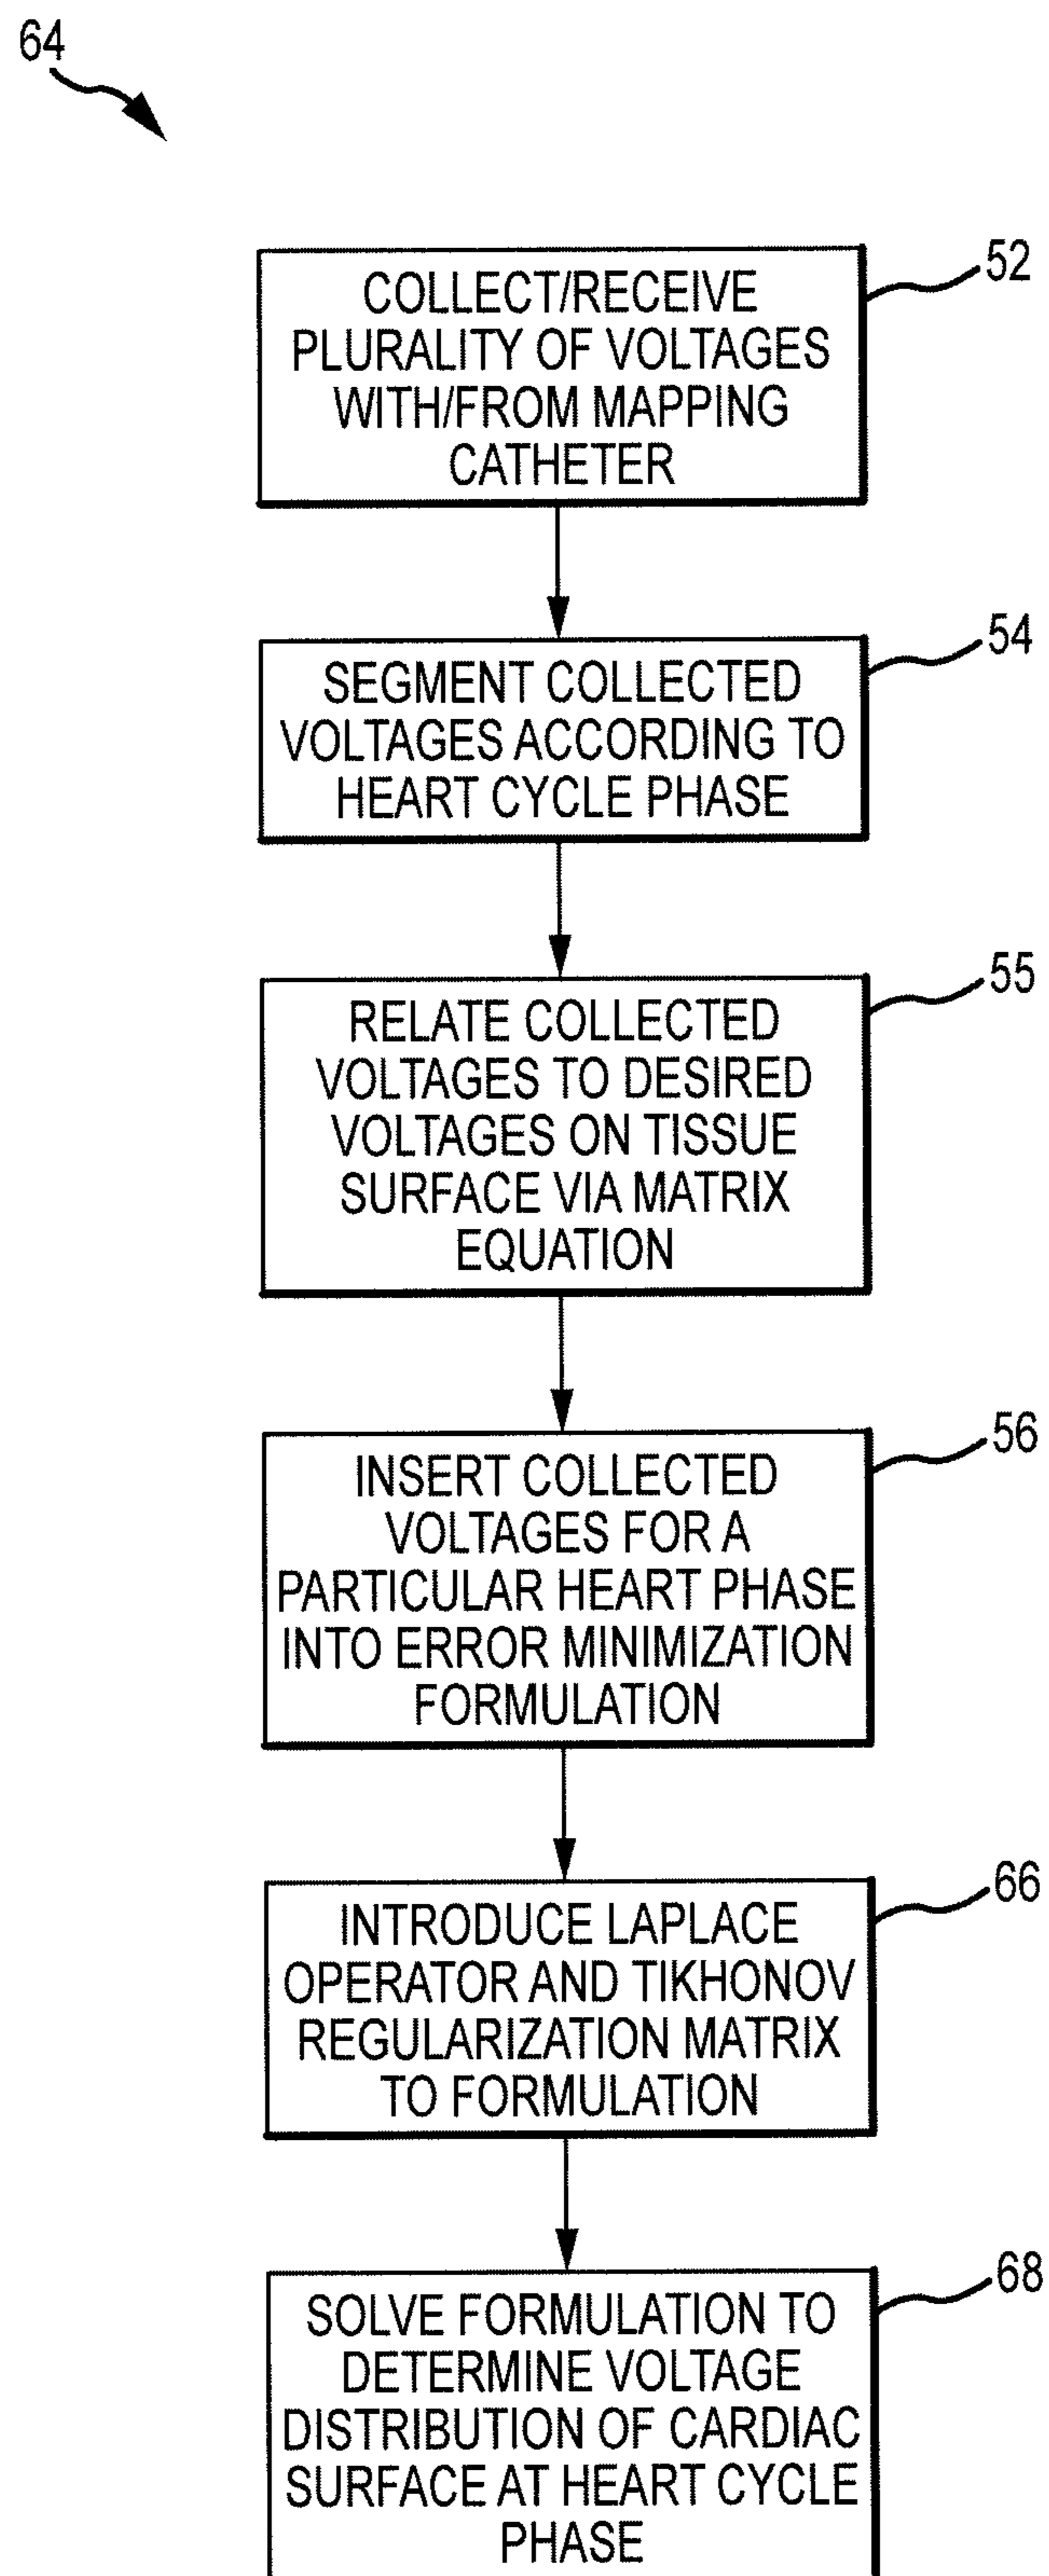 64
52
COLLECT/RECEIVE
PLURALITY OF VOLTAGES
WITH/FROM MAPPING
CATHETER
54
SEGMENT COLLECTED
VOLTAGES ACCORDING TO
HEART CYCLE PHASE
55
RELATE COLLECTED
VOLTAGES TO DESIRED
VOLTAGES ON TISSUE
SURFACE VIA MATRIX
EQUATION
56
INSERT COLLECTED
VOLTAGES FOR A
PARTICULAR HEART PHASE
INTO ERROR MINIMIZATION
FORMULATION
66
INTRODUCE LAPLACE
OPERATOR AND TIKHONOV
REGULARIZATION MATRIX
TO FORMULATION
68
SOLVE FORMULATION TO
DETERMINE VOLTAGE
DISTRIBUTION OF CARDIAC
SURFACE AT HEART CYCLE
PHASE